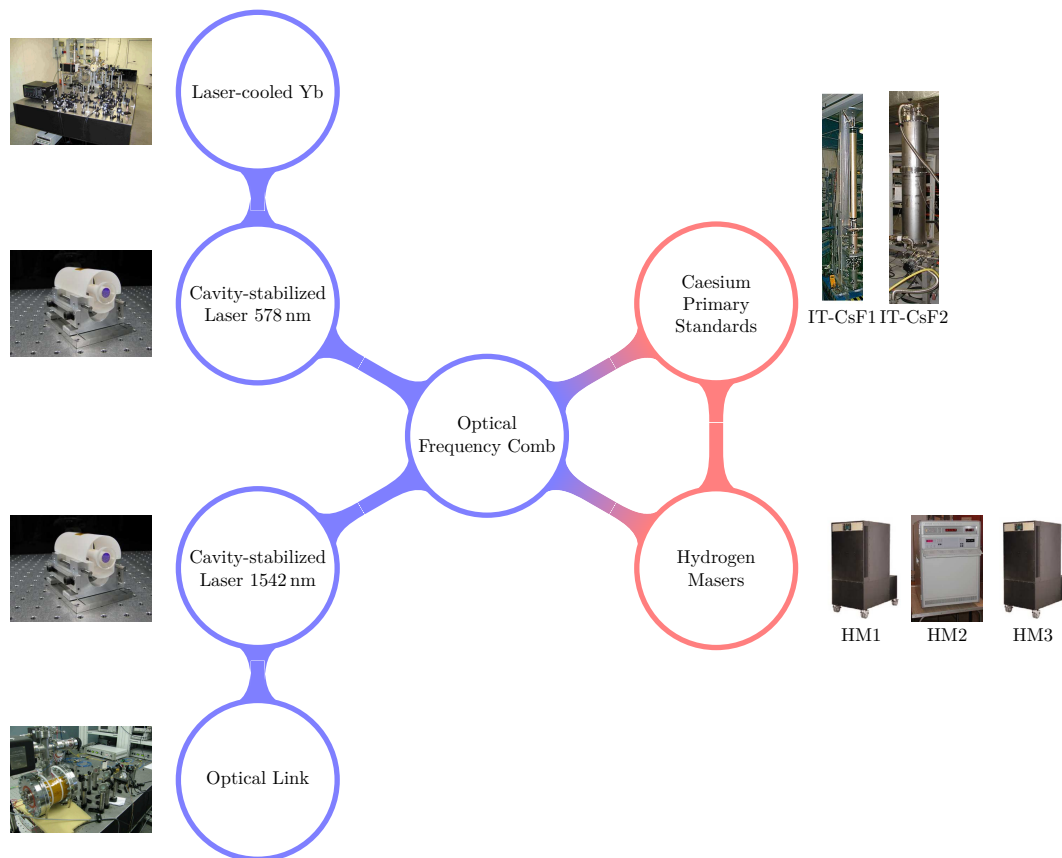 Laser-cooled Yb
Cavity-stabilized
Laser 578 nm
Caesium
Primary
Standards
IT-CsF1 IT-CsF2
Optical
Frequency Comb
Cavity-stabilized
Laser 1542 nm
Hydrogen
Masers
HM1 HM2 HM3
Optical Link